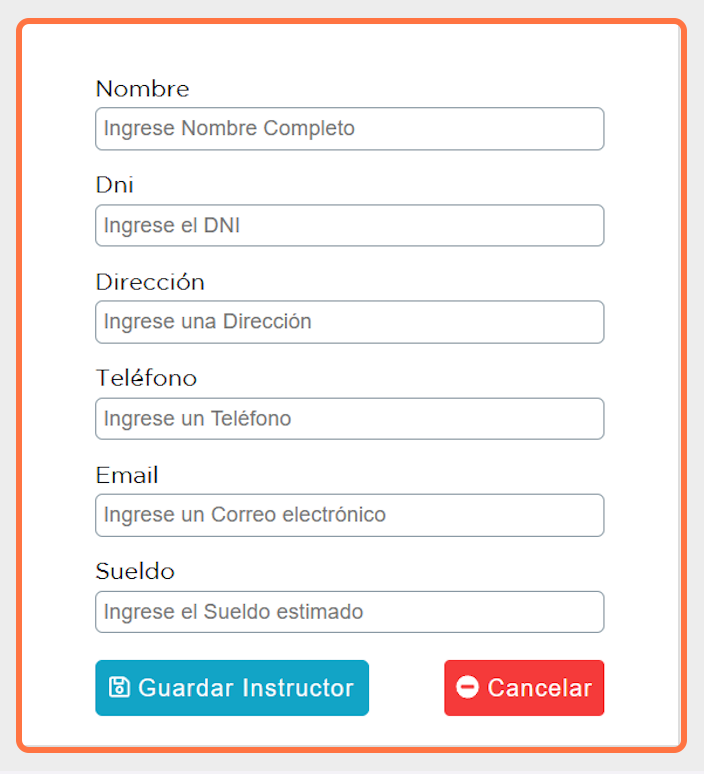 Nombre
Ingrese Nombre Completo
Dni
Ingrese el DNI
Dirección
Ingrese una Dirección
Teléfono
Ingrese un Teléfono
Email
Ingrese un Correo electrónico
Sueldo
Ingrese el Sueldo estimado
Guardar Instructor Cancelar